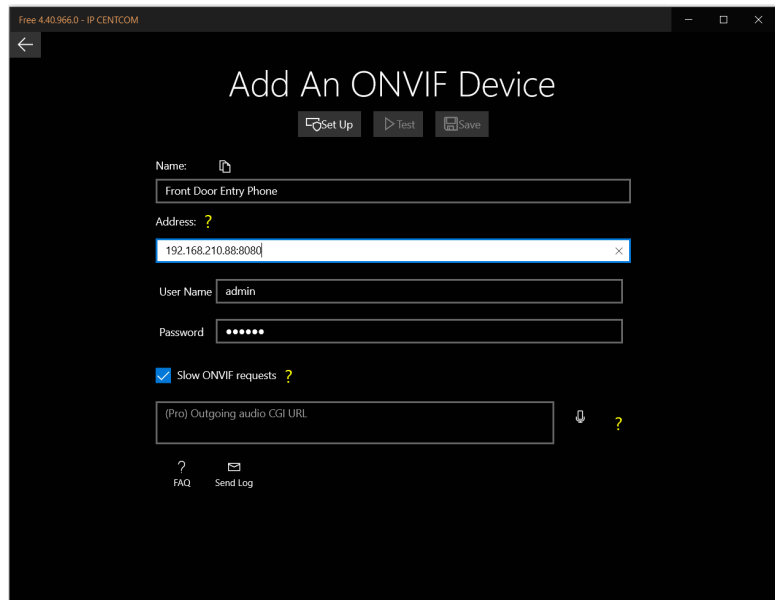 Free 4.40.966.0 - IP CENTCOM
Add An ONVIF Device
Set Up Test Save
Name:
Front Door Entry Phone
Address: ?
192.168.210.88:8080
User Name admin
Password ••••••
Slow ONVIF requests ?
(Pro) Outgoing audio CGI URL
?
?
FAQ Send Log